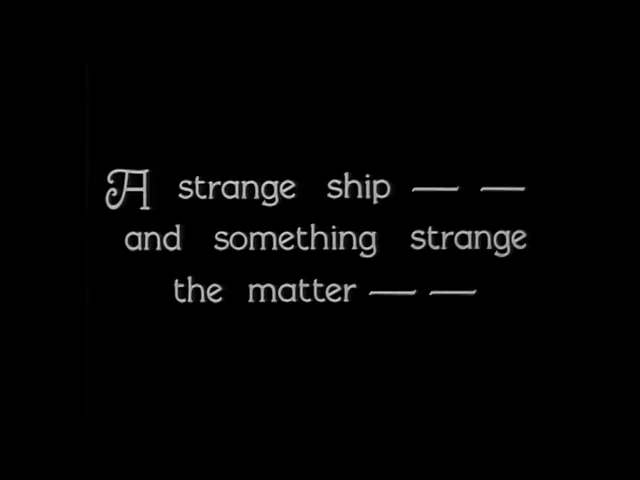 A strange ship — —
and something strange
the matter — —